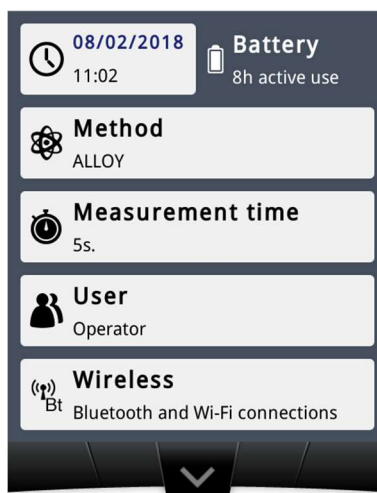 08/02/2018
11:02
Battery
8h active use
Method
ALLOY
Measurement time
5s.
User
Operator
Wireless
Bt
Bluetooth and Wi-Fi connections